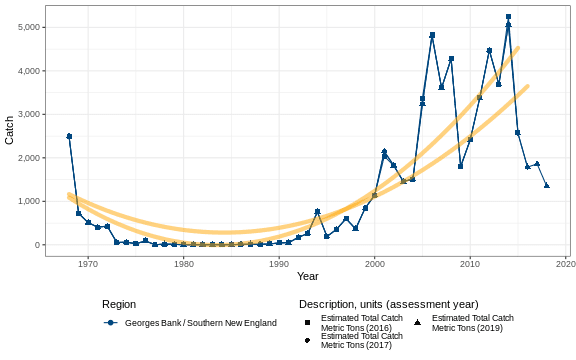 5,000
4,000
3,000
2,000
1,000
0
Catch
1970
1980
1990
2000
2010
2020
Year
Region
Georges Bank / Southern New England
Description, units (assessment year)
Estimated Total Catch
Metric Tons (2016)
Estimated Total Catch
Metric Tons (2017)
Estimated Total Catch
Metric Tons (2019)